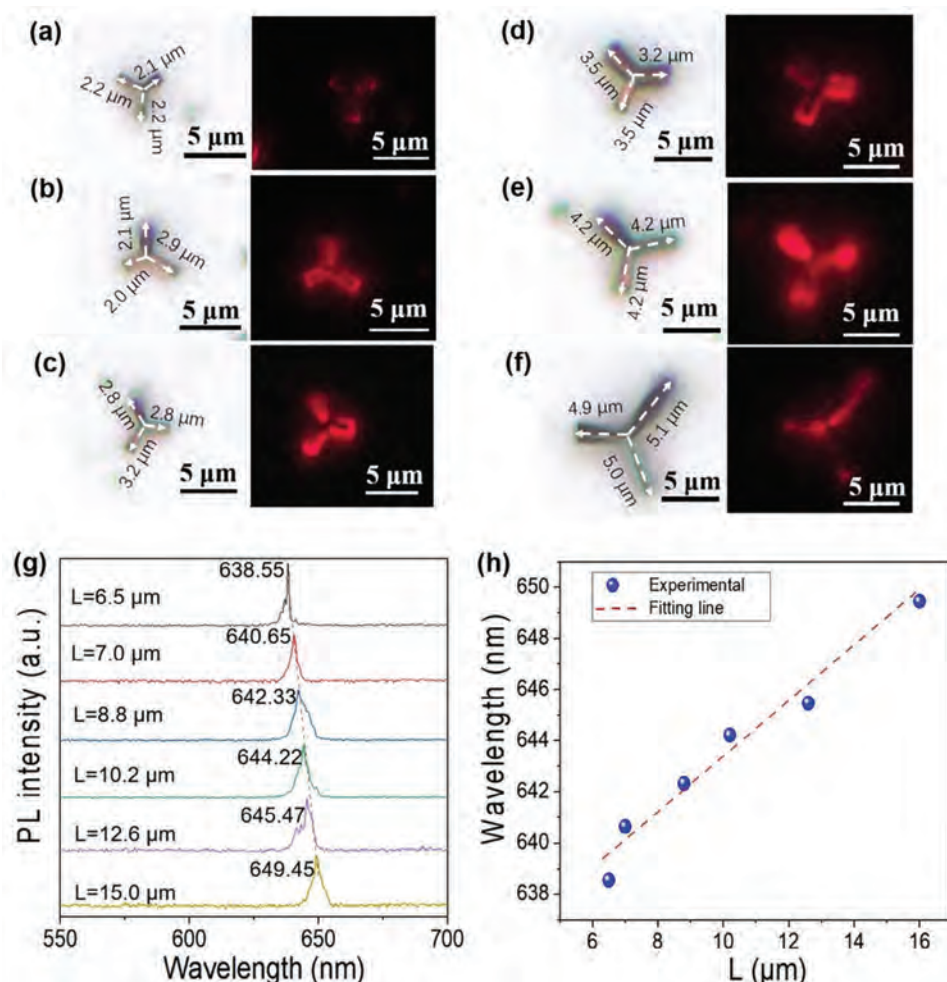 (a)
2.1 μm
2.2 μm
2.2 μm
5 μm
5 μm
(d)
3.2 μm
3.5 μm
3.5 μm
5 μm
5 μm
(b)
2.1 μm
2.9 μm
2.0 μm
5 μm
5 μm
(e)
4.2 μm
4.2 μm
4.2 μm
5 μm
5 μm
(c)
2.8 μm
2.8 μm
3.2 μm
5 μm
5 μm
(f)
4.9 μm
5.1 μm
5.0 μm
5 μm
5 μm
(g)
PL intensity (a.u.)
638.55
L=6.5 μm
640.65
L=7.0 μm
642.33
L=8.8 μm
644.22
L=10.2 μm
645.47
L=12.6 μm
649.45
L=15.0 μm
550 600 650 700
Wavelength (nm)
(h)
Wavelength (nm)
650
648
646
644
642
640
638
Experimental
Fitting line
6 8 10 12 14 16
L (μm)